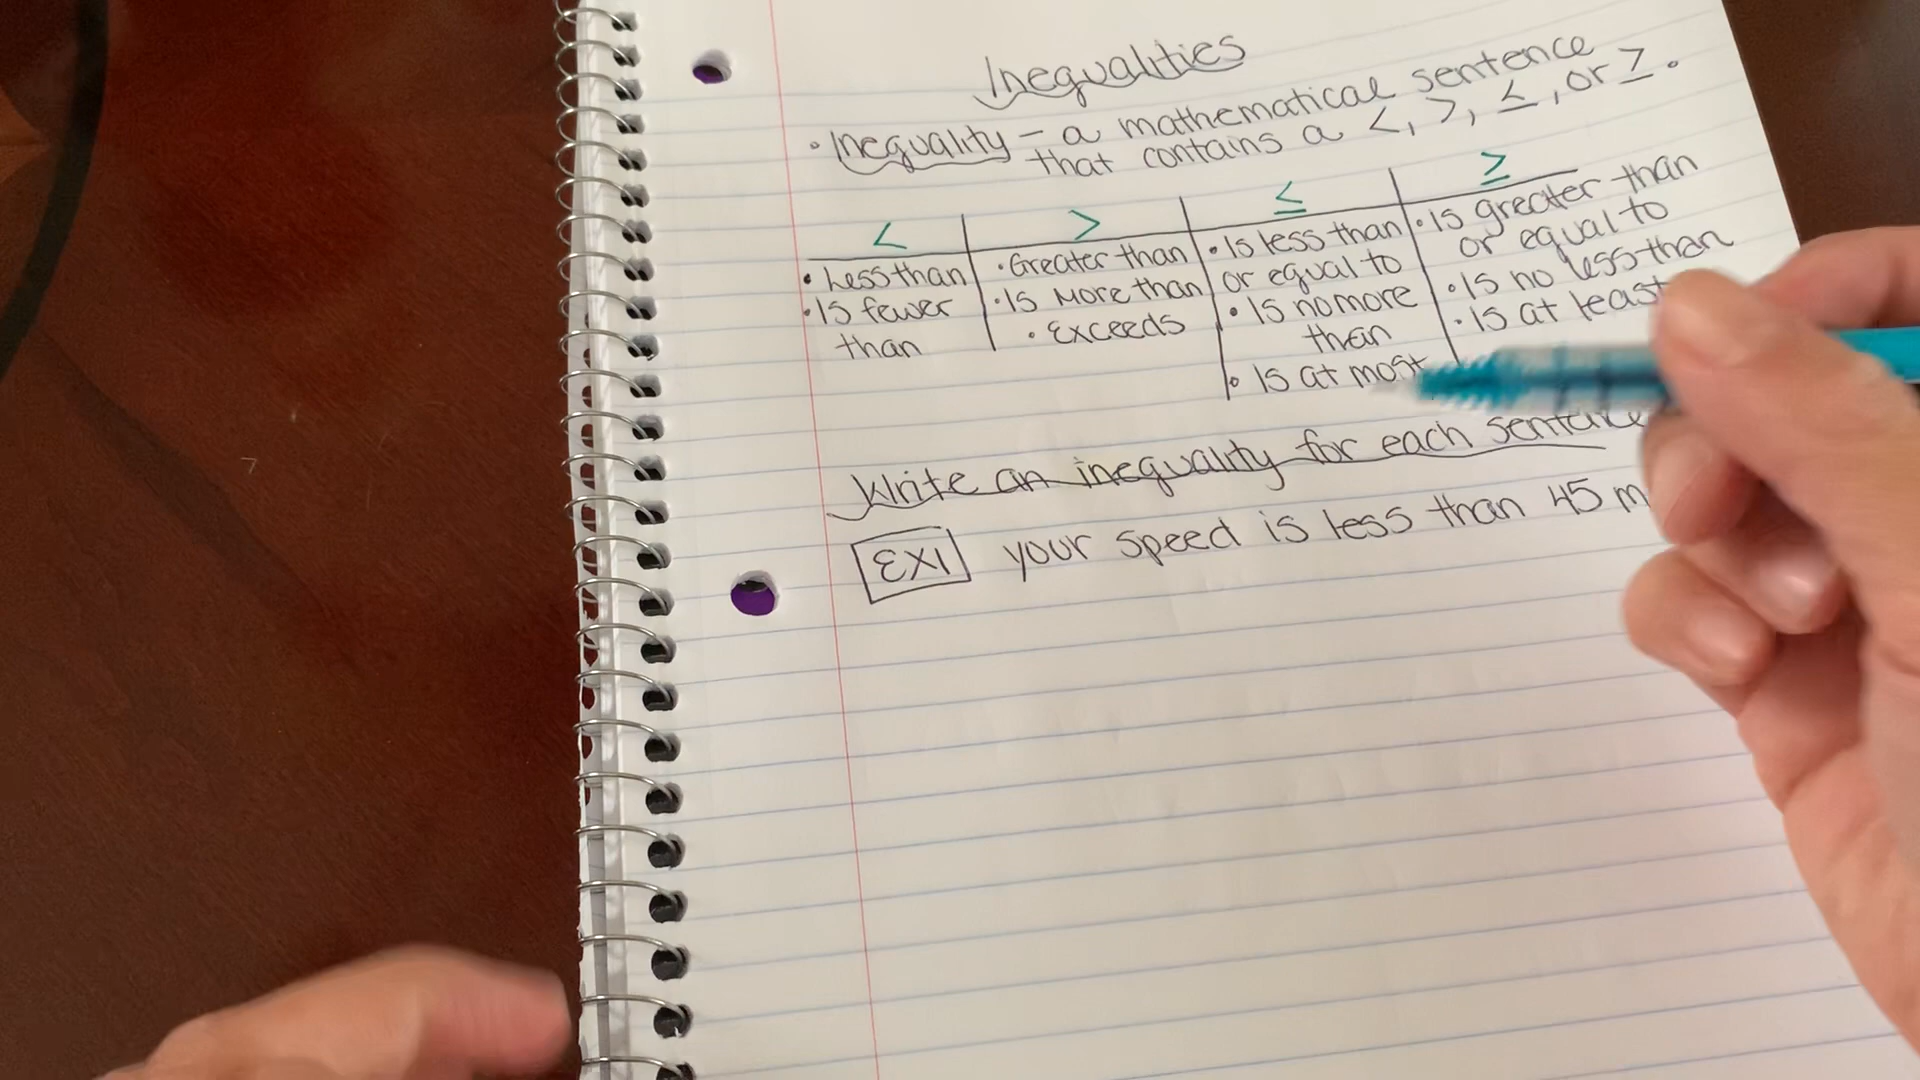 Inequalities
• Inequality – a mathematical sentence
that contains a <, >, ≤, or ≥.
< > ≤ ≥
• Less than
• Is fewer
than
• Greater than
• Is more than
• Exceeds
• Is less than
or equal to
• Is no more
than
• Is at most
• Is greater than
or equal to
• Is no less than
• Is at least
Write an inequality for each sentence
EX1 your speed is less than 45